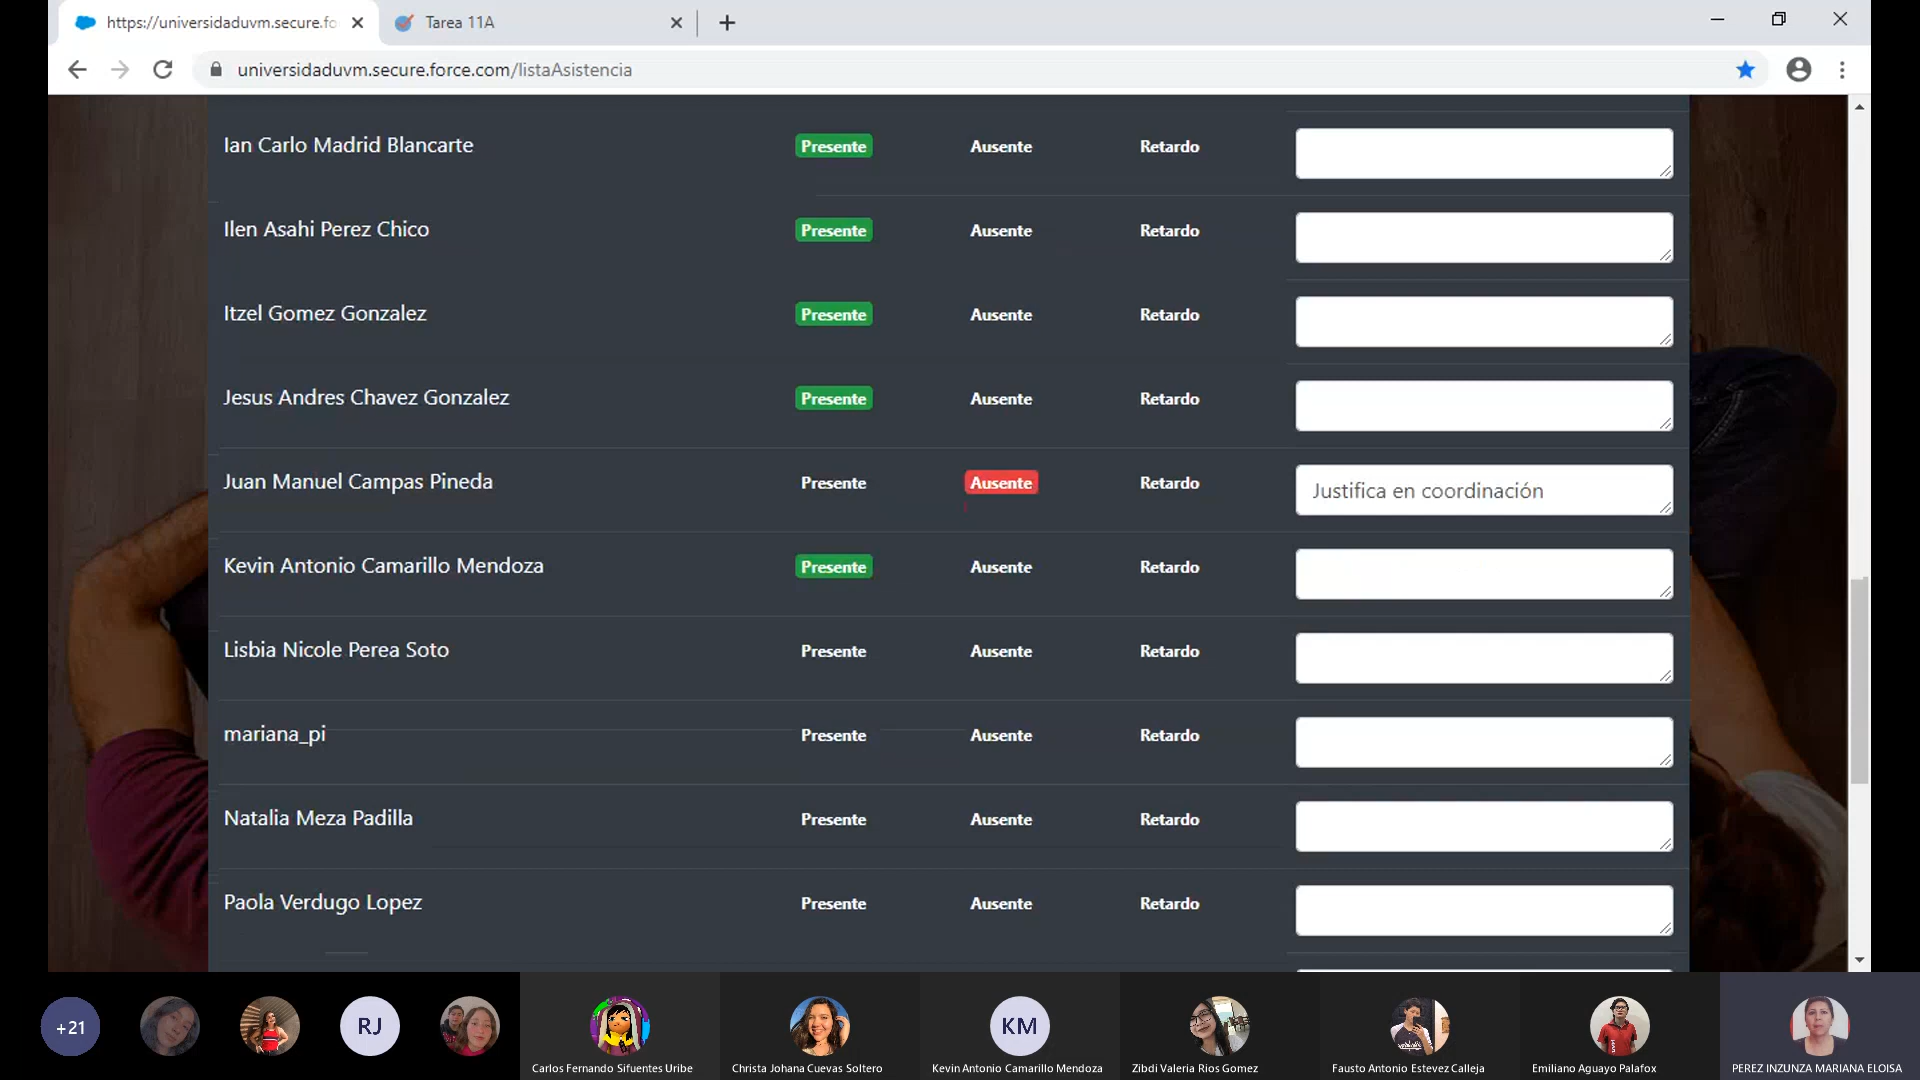 https://universidaduvm.secure.fo
Tarea 11A
universidaduvm.secure.force.com/listaAsistencia
Ian Carlo Madrid Blancarte Presente Ausente Retardo
Ilen Asahi Perez Chico Presente Ausente Retardo
Itzel Gomez Gonzalez Presente Ausente Retardo
Jesus Andres Chavez Gonzalez Presente Ausente Retardo
Juan Manuel Campas Pineda Presente Ausente Retardo Justifica en coordinación
Kevin Antonio Camarillo Mendoza Presente Ausente Retardo
Lisbia Nicole Perea Soto Presente Ausente Retardo
mariana_pi Presente Ausente Retardo
Natalia Meza Padilla Presente Ausente Retardo
Paola Verdugo Lopez Presente Ausente Retardo
+21 RJ KM
Carlos Fernando Sifuentes Uribe Christa Johana Cuevas Soltero Kevin Antonio Camarillo Mendoza Zibdi Valeria Rios Gomez Fausto Antonio Estevez Calleja Emiliano Aguayo Palafox PEREZ INZUNZA MARIANA ELOISA